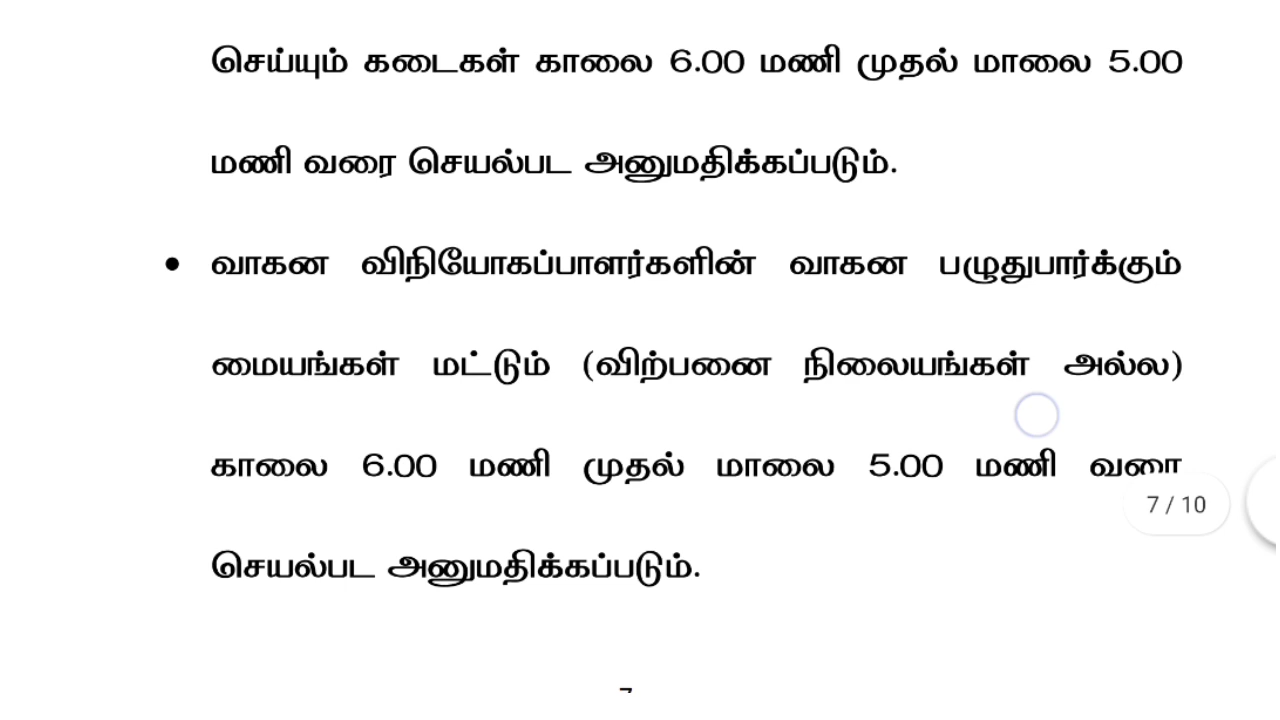 செய்யும் கடைகள் காலை 6.00 மணி முதல் மாலை 5.00
மணி வரை செயல்பட அனுமதிக்கப்படும்.
• வாகன விநியோகப்பாளர்களின் வாகன பழுதுபார்க்கும்
மையங்கள் மட்டும் (விற்பனை நிலையங்கள் அல்ல)
காலை 6.00 மணி முதல் மாலை 5.00 மணி வரை
7 / 10
செயல்பட அனுமதிக்கப்படும்.
7